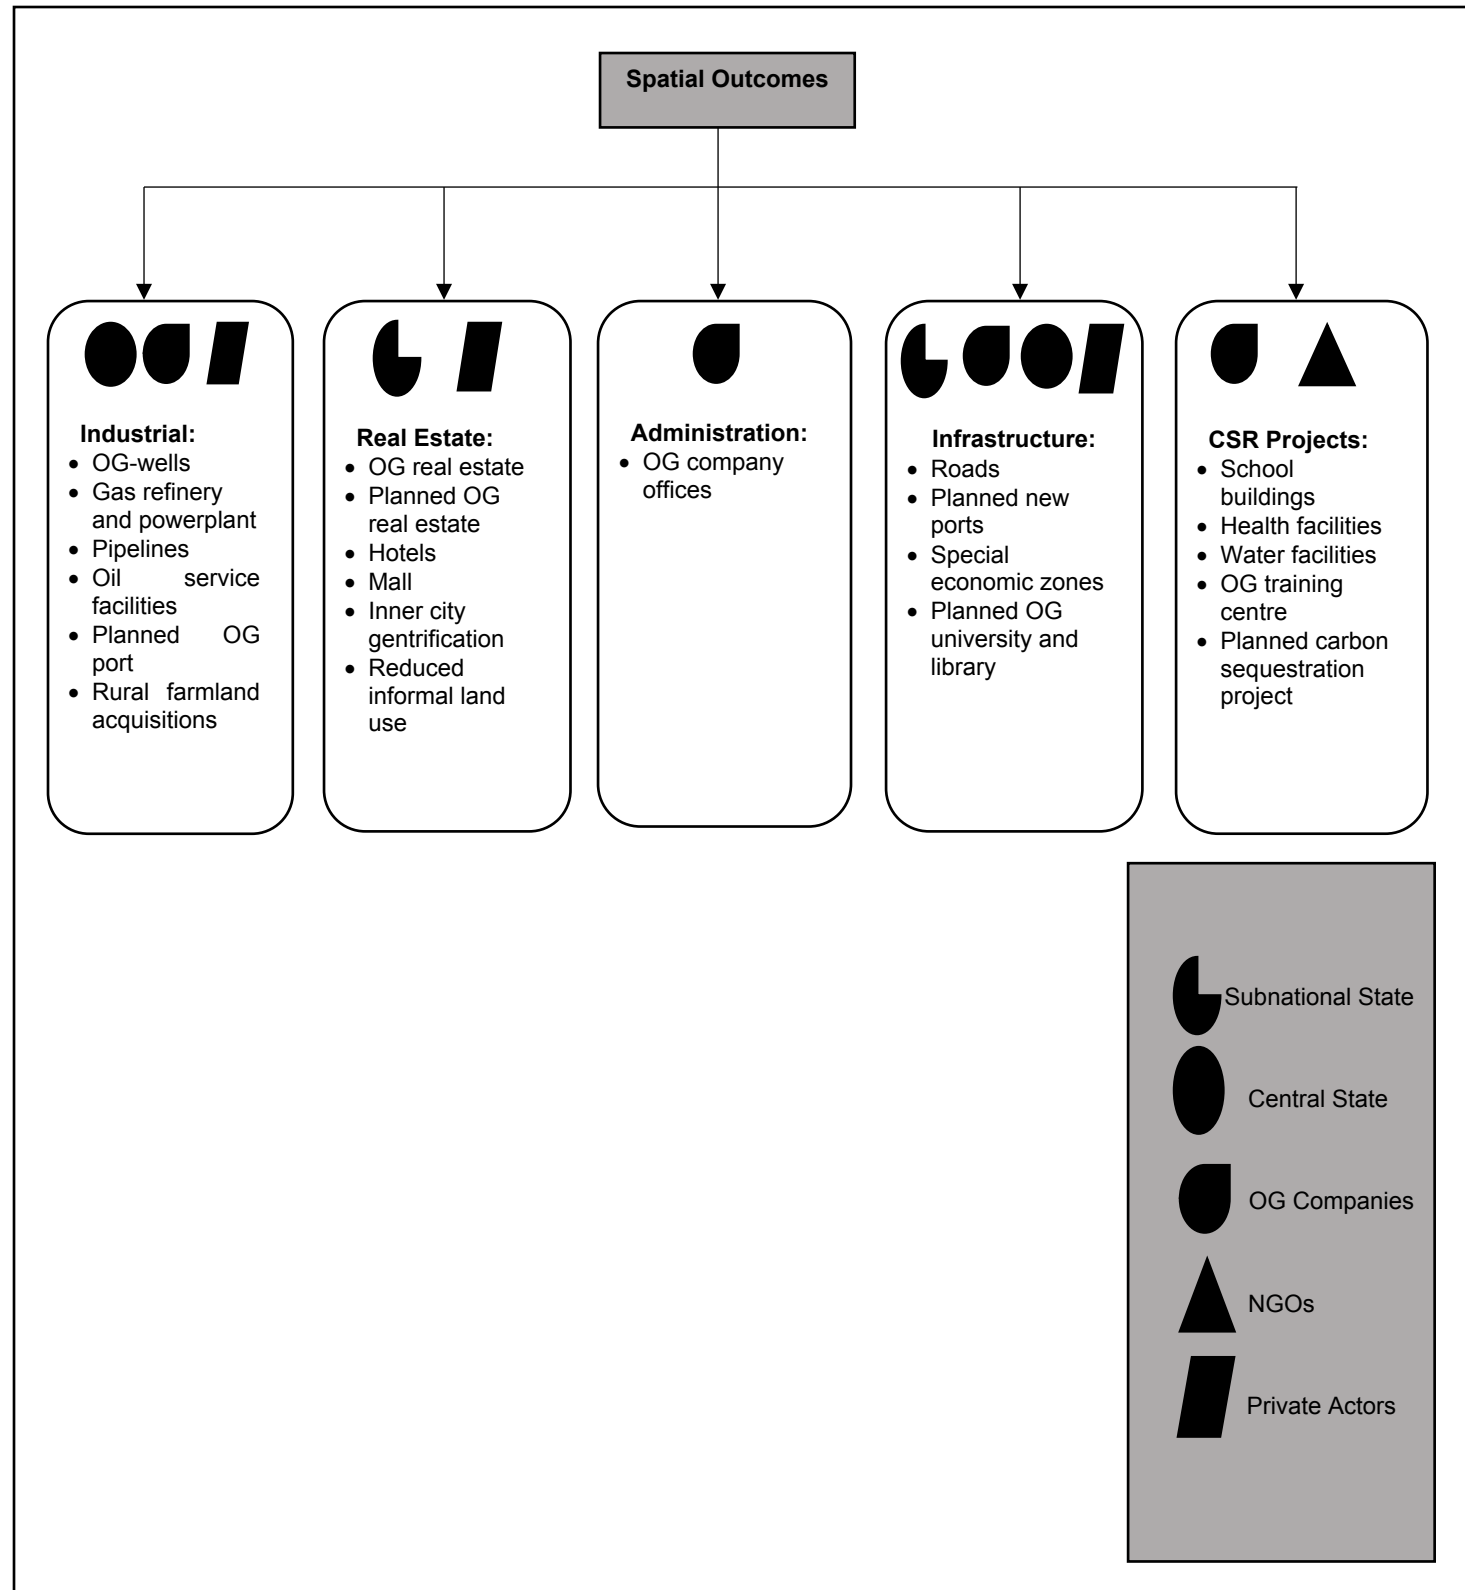 Spatial Outcomes
Industrial:
• OG-wells
• Gas refinery
and powerplant
• Pipelines
• Oil service
facilities
• Planned OG
port
• Rural farmland
acquisitions
Real Estate:
• OG real estate
• Planned OG
real estate
• Hotels
• Mall
• Inner city
gentrification
• Reduced
informal land
use
Administration:
• OG company
offices
Infrastructure:
• Roads
• Planned new
ports
• Special
economic zones
• Planned OG
university and
library
CSR Projects:
• School
buildings
• Health facilities
• Water facilities
• OG training
centre
• Planned carbon
sequestration
project
Subnational State
Central State
OG Companies
NGOs
Private Actors